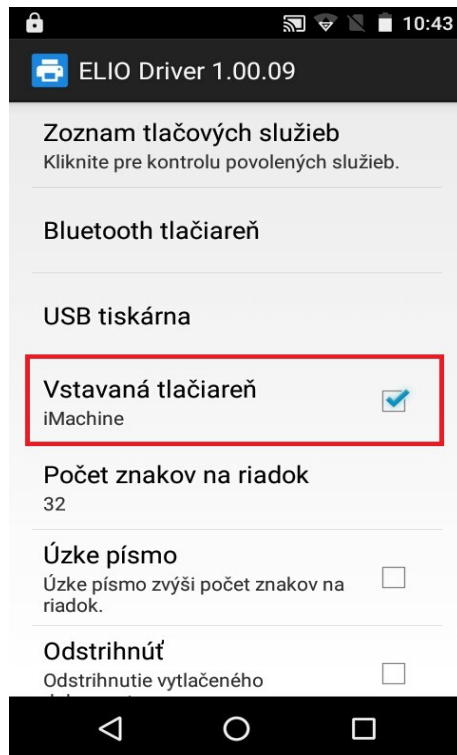 10:43
ELIO Driver 1.00.09
Zoznam tlačových služieb
Kliknite pre kontrolu povolených služieb.
Bluetooth tlačiareň
USB tiskárna
Vstavaná tlačiareň
iMachine
Počet znakov na riadok
32
Úzke písmo
Úzke písmo zvýši počet znakov na
riadok.
Odstrihnúť
Odstrihnutie vytlačeného